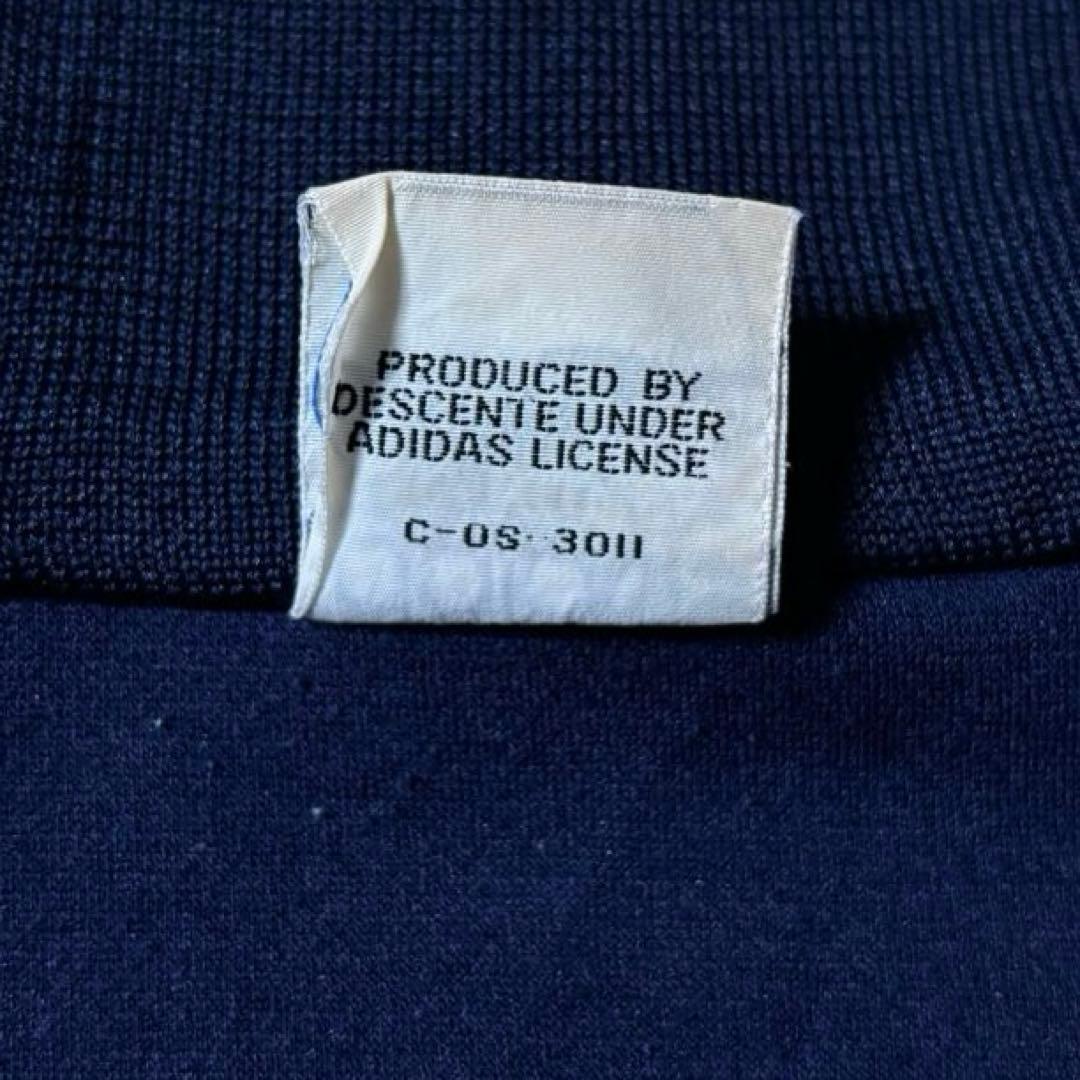 PRODUCED BY
DESCENTE UNDER
ADIDAS LICENSE
C-OS-3011